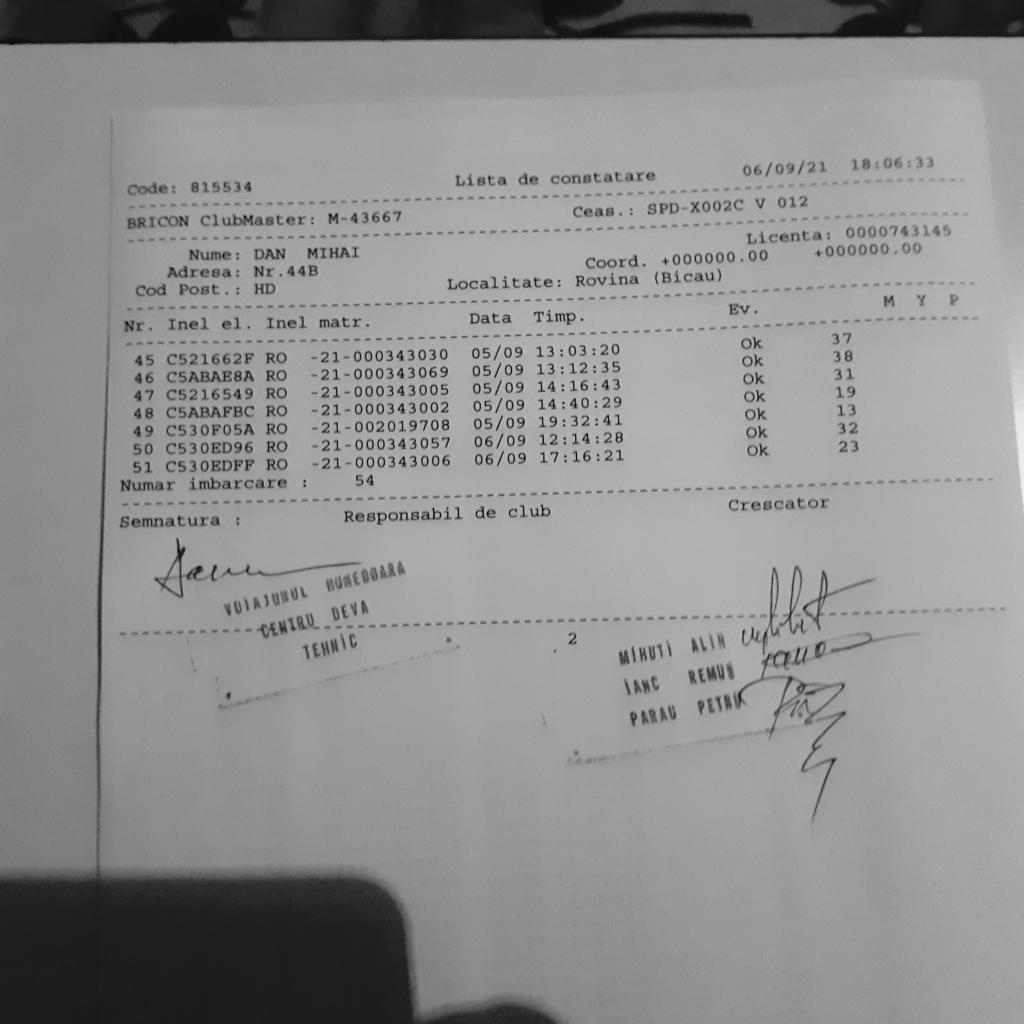 Code: 815534 Lista de constatare 06/09/21 18:06:33
BRICON ClubMaster: M-43667 Ceas.: SPD-X002C V 012
Nume: DAN MIHAI Licenta: 0000743145
Adresa: Nr.44B Coord. +000000.00 +000000.00
Cod Post.: HD Localitate: Rovina (Bicau)
Nr. Inel el. Inel matr. Data Timp. Ev. M Y P
45 C521662F RO -21-000343030 05/09 13:03:20 Ok 37
46 C5ABAE8A RO -21-000343069 05/09 13:12:35 Ok 38
47 C5216549 RO -21-000343005 05/09 14:16:43 Ok 31
48 C5ABAFBC RO -21-000343002 05/09 14:40:29 Ok 19
49 C530F05A RO -21-002019708 05/09 19:32:41 Ok 13
50 C530ED96 RO -21-000343057 06/09 12:14:28 Ok 32
51 C530EDFF RO -21-000343006 06/09 17:16:21 Ok 23
Numar imbarcare : 54
Semnatura : Responsabil de club Crescator
VOIAJORUL HUNEDOARA
CENTRU DEVA
TEHNIC
2
MIHUTI ALIN
IANC REMUS
PARAU PETRU